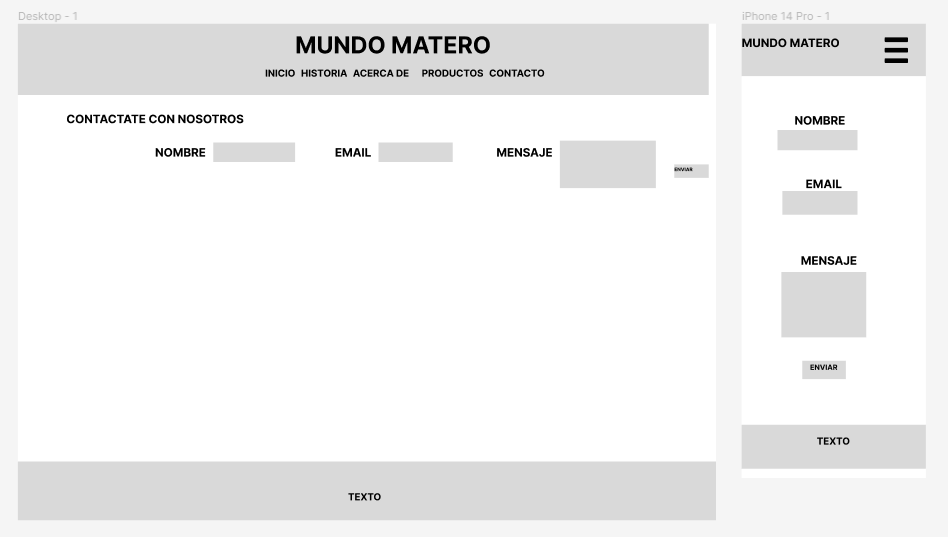 Desktop - 1
MUNDO MATERO
INICIO HISTORIA ACERCA DE PRODUCTOS CONTACTO
CONTACTATE CON NOSOTROS
NOMBRE EMAIL MENSAJE
ENVIAR
TEXTO
iPhone 14 Pro - 1
MUNDO MATERO
NOMBRE
EMAIL
MENSAJE
ENVIAR
TEXTO